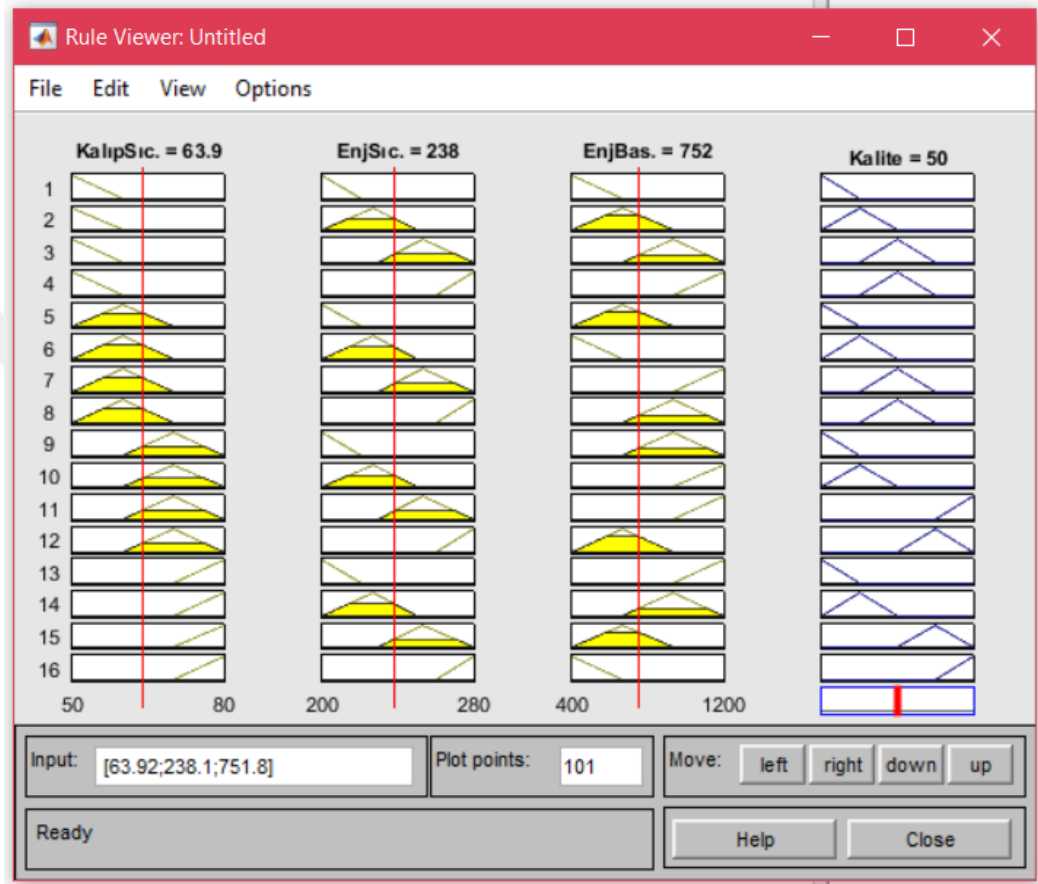 Rule Viewer: Untitled
File Edit View Options
KalıpSıc. = 63.9 EnjSıc. = 238 EnjBas. = 752 Kalite = 50
1
2
3
4
5
6
7
8
9
10
11
12
13
14
15
16
50 80 200 280 400 1200
Input: [63.92;238.1;751.8] Plot points: 101 Move: left right down up
Ready Help Close